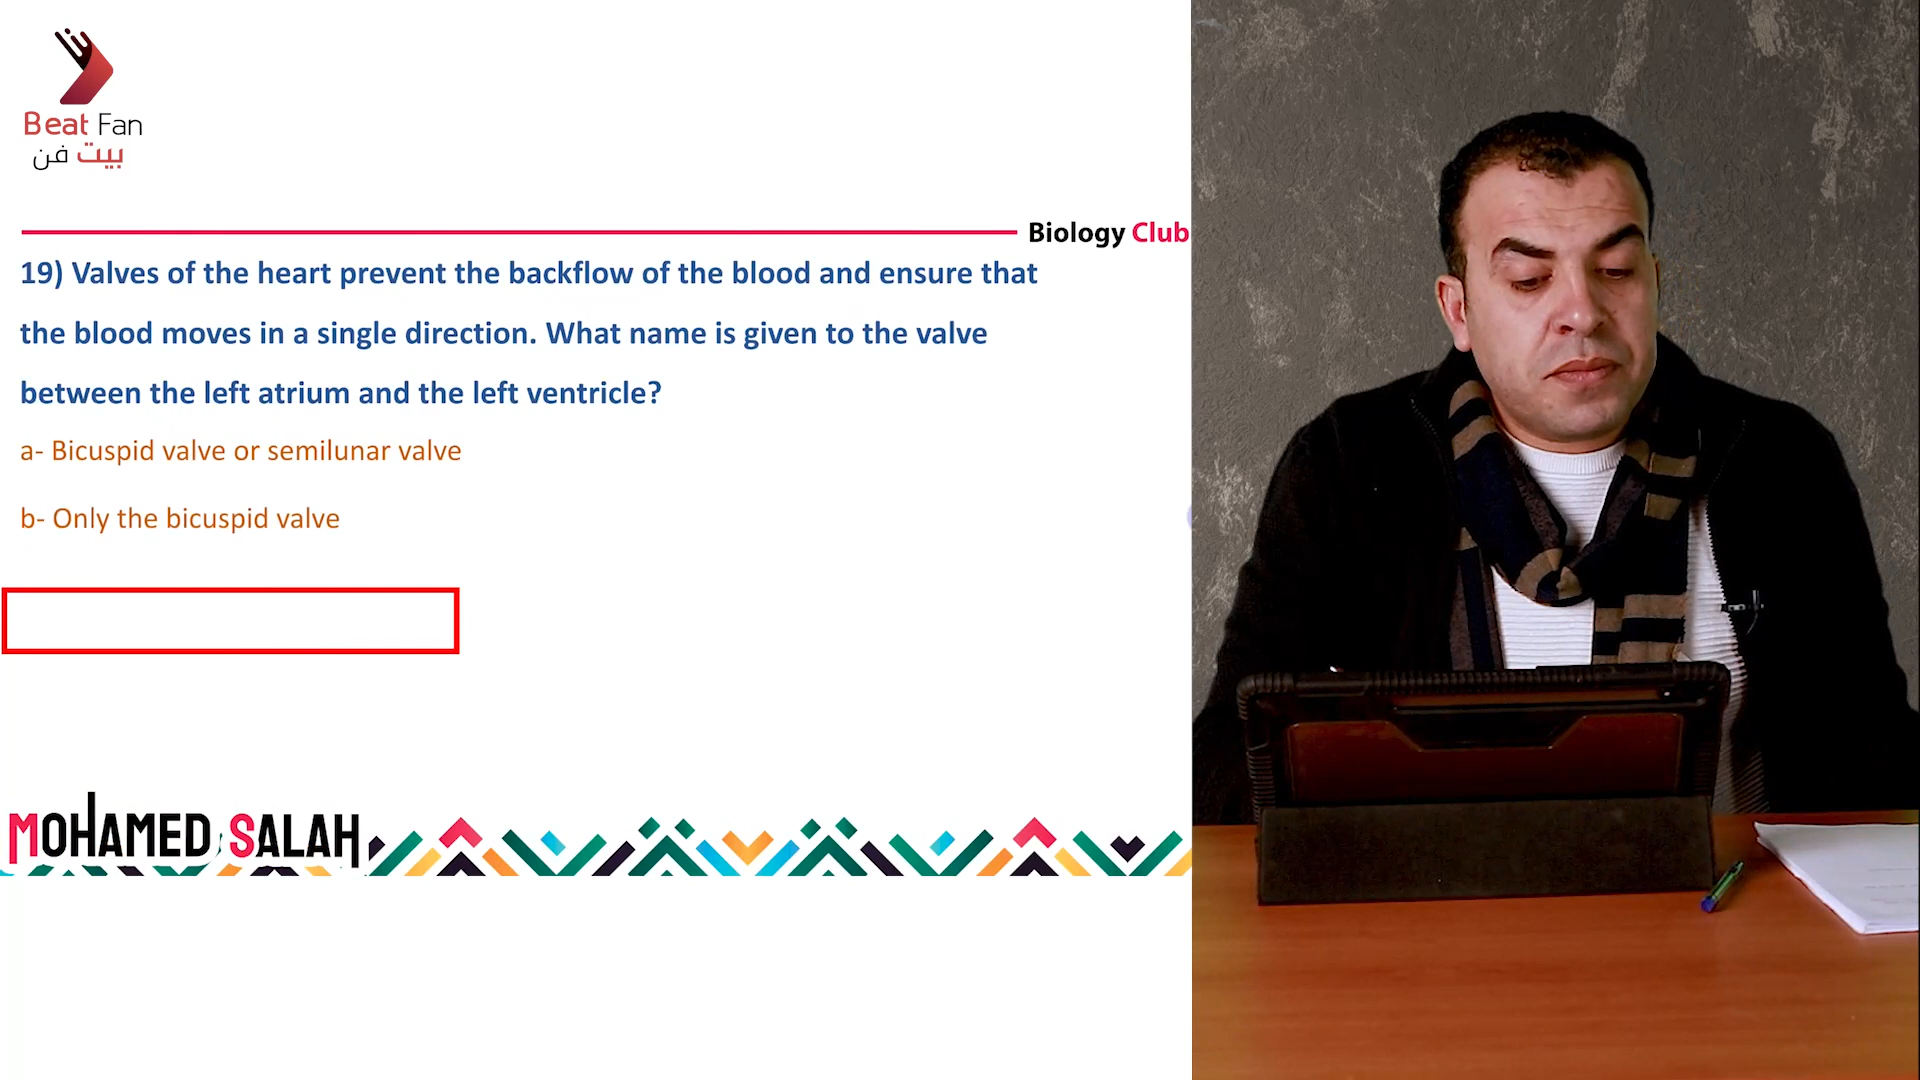 Beat Fan
بيت فن
Biology Club
19) Valves of the heart prevent the backflow of the blood and ensure that
the blood moves in a single direction. What name is given to the valve
between the left atrium and the left ventricle?
a- Bicuspid valve or semilunar valve
b- Only the bicuspid valve
MOHAMED SALAH